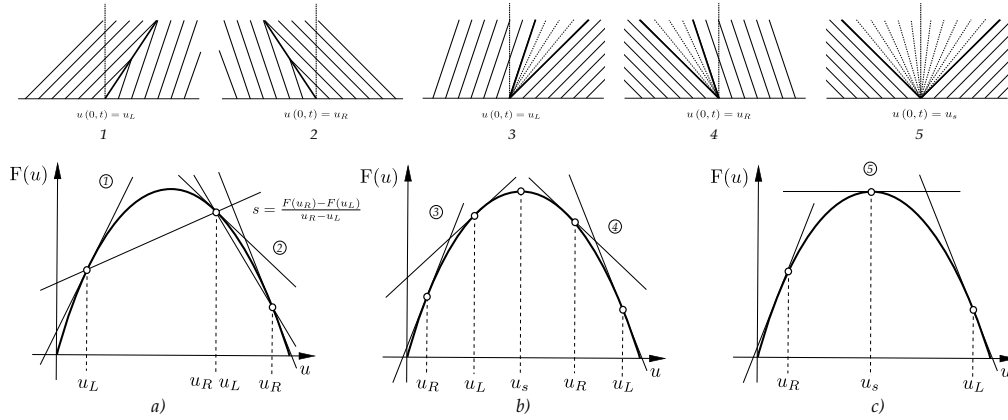 u (0, t) = u_L
u (0, t) = u_R
u (0, t) = u_L
u (0, t) = u_R
u (0, t) = u_s
1
2
3
4
5
F(u)
①
s = \frac{F(u_R)−F(u_L)}{u_R−u_L}
②
u_L
u_R u_L
u_R
u
a)
F(u)
③
④
u_R
u_L
u_s
u_R
u_L
u
b)
F(u)
⑤
u_R
u_s
u_L
u
c)